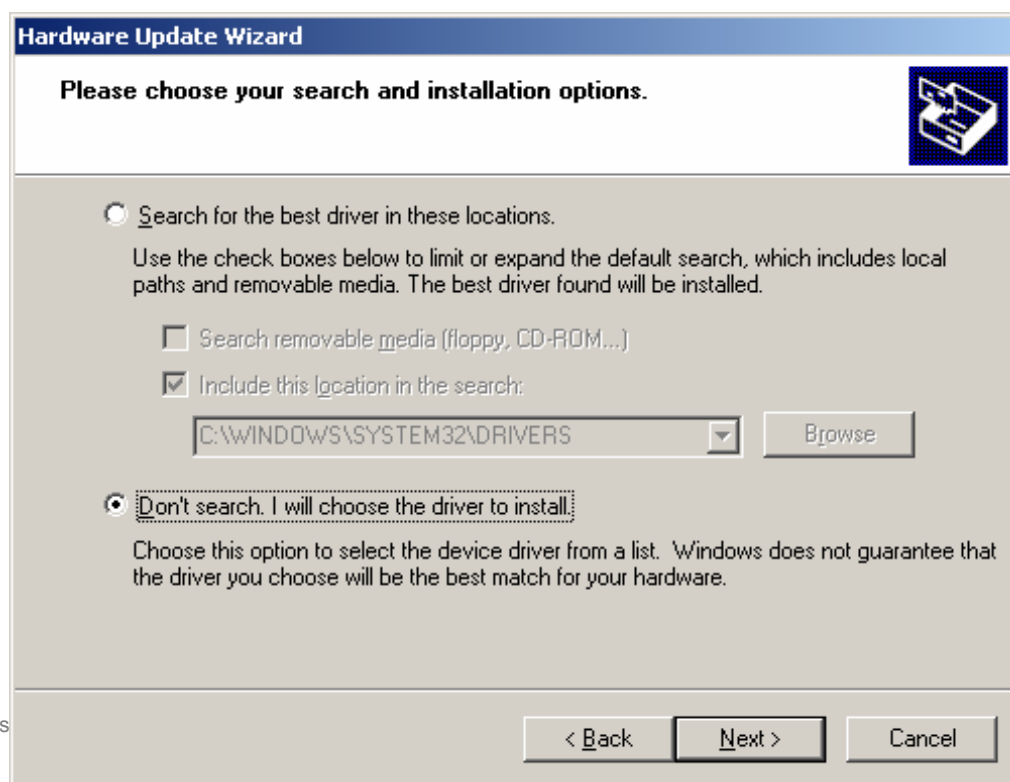 Hardware Update Wizard
Please choose your search and installation options.
Search for the best driver in these locations.
Use the check boxes below to limit or expand the default search, which includes local
paths and removable media. The best driver found will be installed.
Search removable media (floppy, CD-ROM...)
Include this location in the search:
C:\WINDOWS\SYSTEM32\DRIVERS
Browse
Don't search. I will choose the driver to install.
Choose this option to select the device driver from a list. Windows does not guarantee that
the driver you choose will be the best match for your hardware.
s
< Back
Next >
Cancel